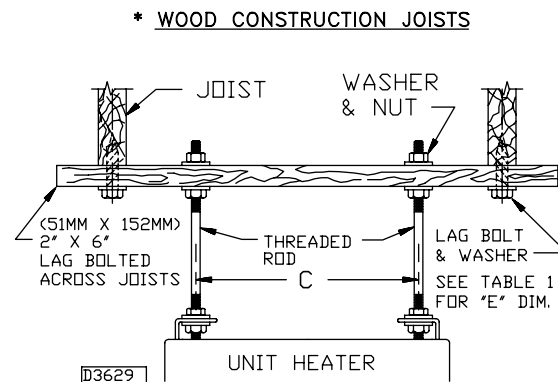 * WOOD CONSTRUCTION JOISTS
JOIST
WASHER
& NUT
(51MM X 152MM)
2" X 6"
LAG BOLTED
ACROSS JOISTS
THREADED
ROD
C
LAG BOLT
& WASHER
SEE TABLE 1
FOR "E" DIM.
UNIT HEATER
D3629